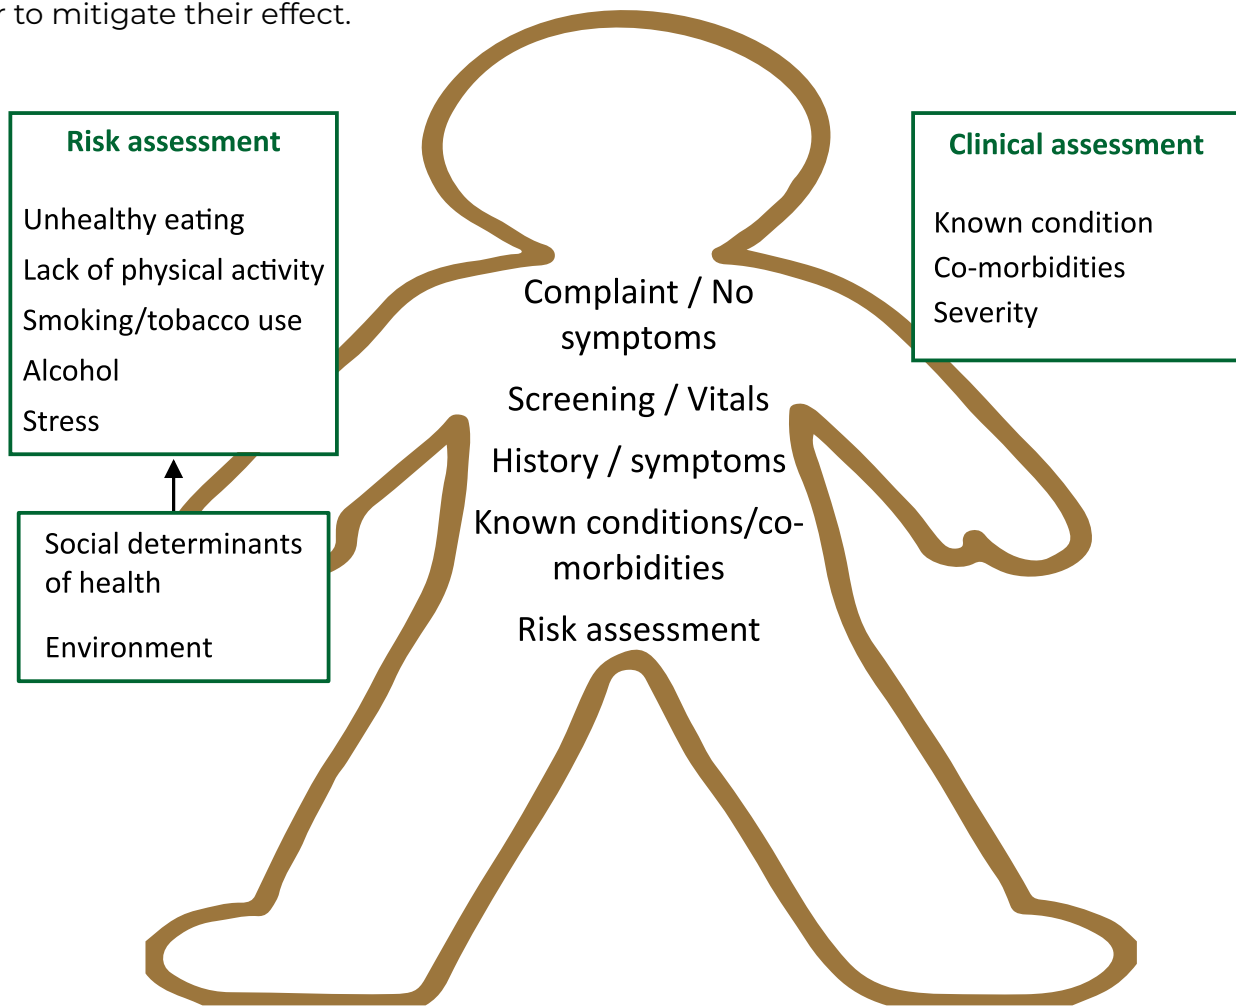 to mitigate their effect.
Risk assessment
Unhealthy eating
Lack of physical activity
Smoking/tobacco use
Alcohol
Stress
Social determinants
of health
Environment
Complaint / No
symptoms
Screening / Vitals
History / symptoms
Known conditions/co-
morbidities
Risk assessment
Clinical assessment
Known condition
Co-morbidities
Severity